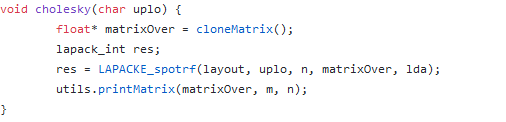 void cholesky(char uplo) {
        float* matrixOver = cloneMatrix();
        lapack_int res;
        res = LAPACKE_spotrf(layout, uplo, n, matrixOver, lda);
        utils.printMatrix(matrixOver, m, n);
}